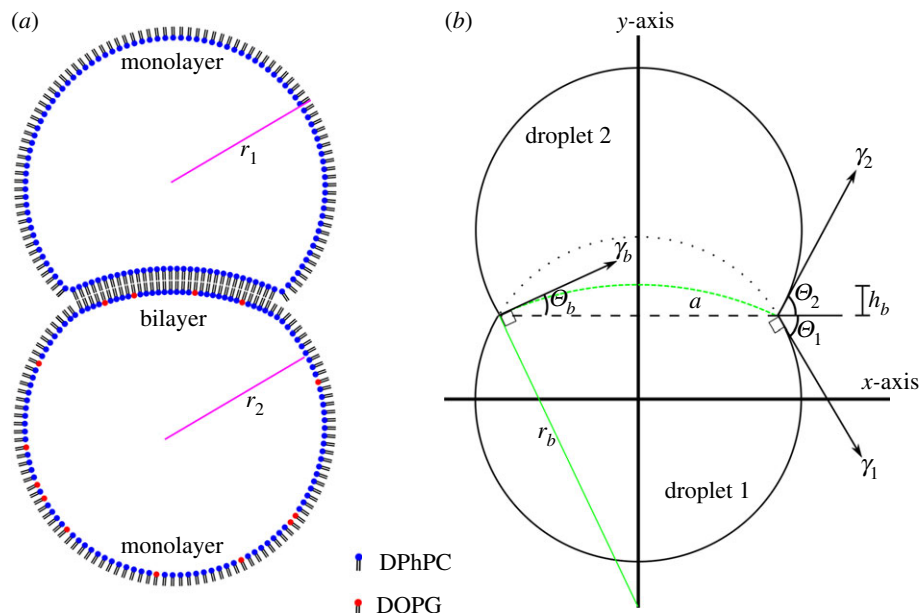 (a)
monolayer
r1
bilayer
r2
monolayer
DPhPC
DOPG
(b)
y-axis
droplet 2
γ2
γb
Θb
a
Θ2
hb
Θ1
x-axis
rb
γ1
droplet 1